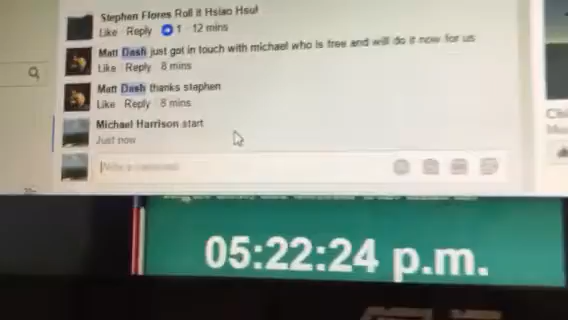 Stephen Flores Roll it Hsiao Hsu!
Like · Reply · 1 · 12 mins
Matt Dash just got in touch with michael who is free and will do it now for us
Like · Reply · 8 mins
Matt Dash thanks stephen
Like · Reply · 8 mins
Michael Harrison start
Just now
Write a comment
05:22:24 p.m.